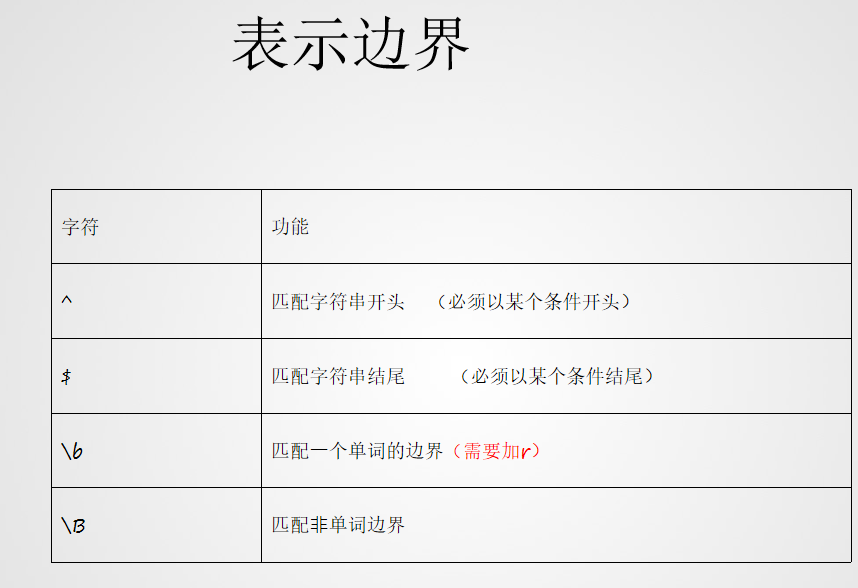 表示边界
字符 功能
^ 匹配字符串开头 （必须以某个条件开头）
$ 匹配字符串结尾 （必须以某个条件结尾）
\b 匹配一个单词的边界（需要加r）
\B 匹配非单词边界